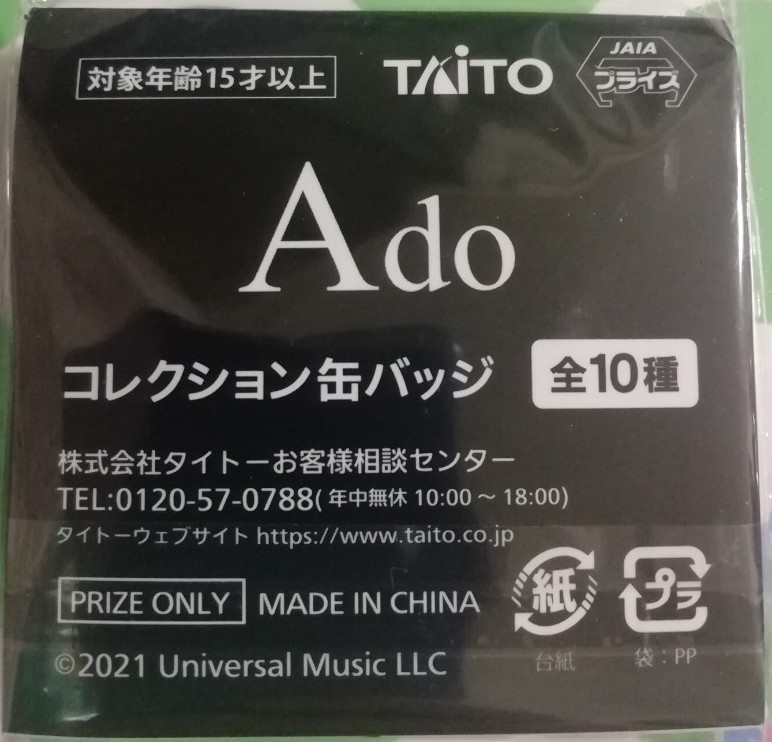 対象年齢15才以上 TAiTO JAIA プライズ
Ado
コレクション缶バッジ 全10種
株式会社タイトーお客様相談センター
TEL:0120-57-0788(年中無休 10:00～18:00)
タイトーウェブサイト https://www.taito.co.jp
PRIZE ONLY MADE IN CHINA 紙 プラ
台紙 袋：PP
©2021 Universal Music LLC